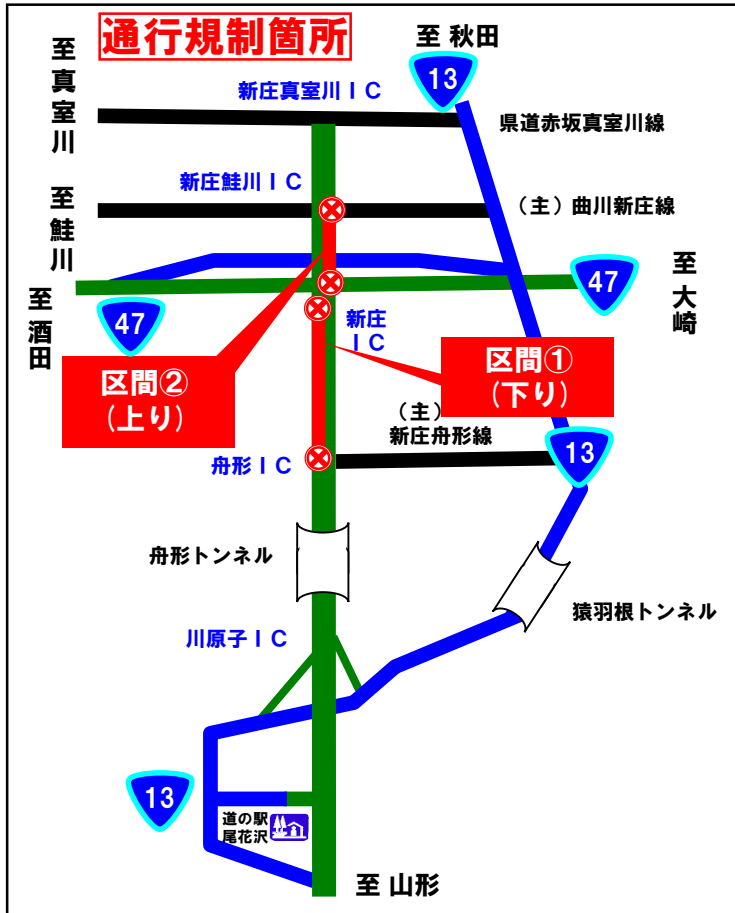 通行規制箇所
至 秋田
13
至真室川
新庄真室川ＩＣ
県道赤坂真室川線
新庄鮭川ＩＣ
至鮭川
（主）曲川新庄線
至酒田
47
47
至大崎
新庄
ＩＣ
区間②
(上り)
区間①
(下り)
（主）
新庄舟形線
舟形ＩＣ
13
舟形トンネル
猿羽根トンネル
川原子ＩＣ
13
道の駅
尾花沢
至 山形